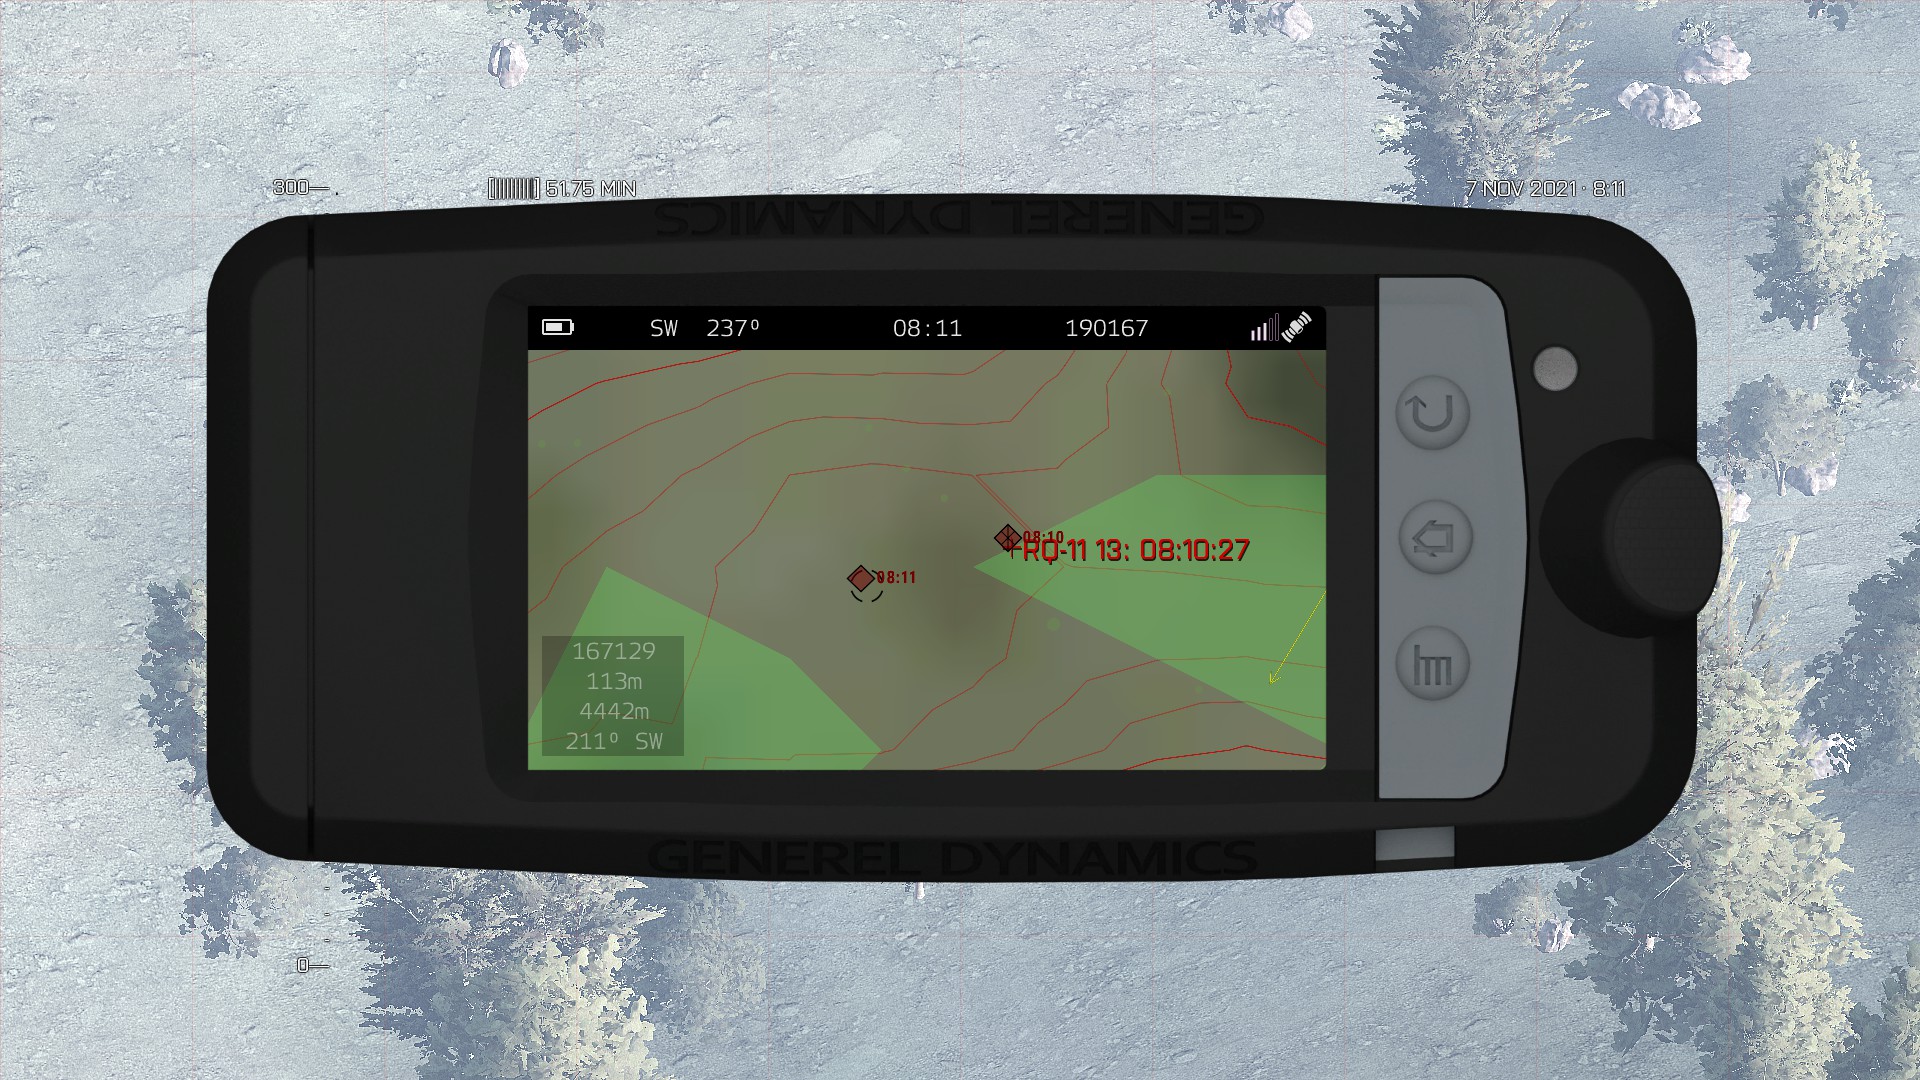 300
51.75 MIN
7 NOV 2021 · 8:11
GENEREL DYNAMICS
SW 237º 08:11 190167
08:10
RQ-11 13: 08:10:27
08:11
167129
113m
4442m
211º SW
GENEREL DYNAMICS
0